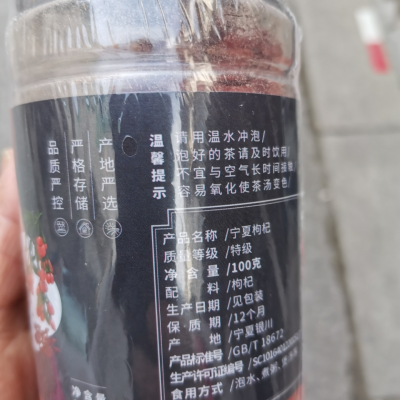 产地严选
严格存储
品质严控
温馨提示
请用温水冲泡/
泡好的茶请及时饮用/
不宜与空气长时间接触/
容易氧化使茶汤变色/
产品名称/宁夏枸杞
质量等级/特级
净含量/100克
配料/枸杞
生产日期/见包装
保质期/12个月
产地/宁夏银川
产品标准号/GB/T 18672
生产许可证编号/
食用方式/泡水、煮粥、
净含量